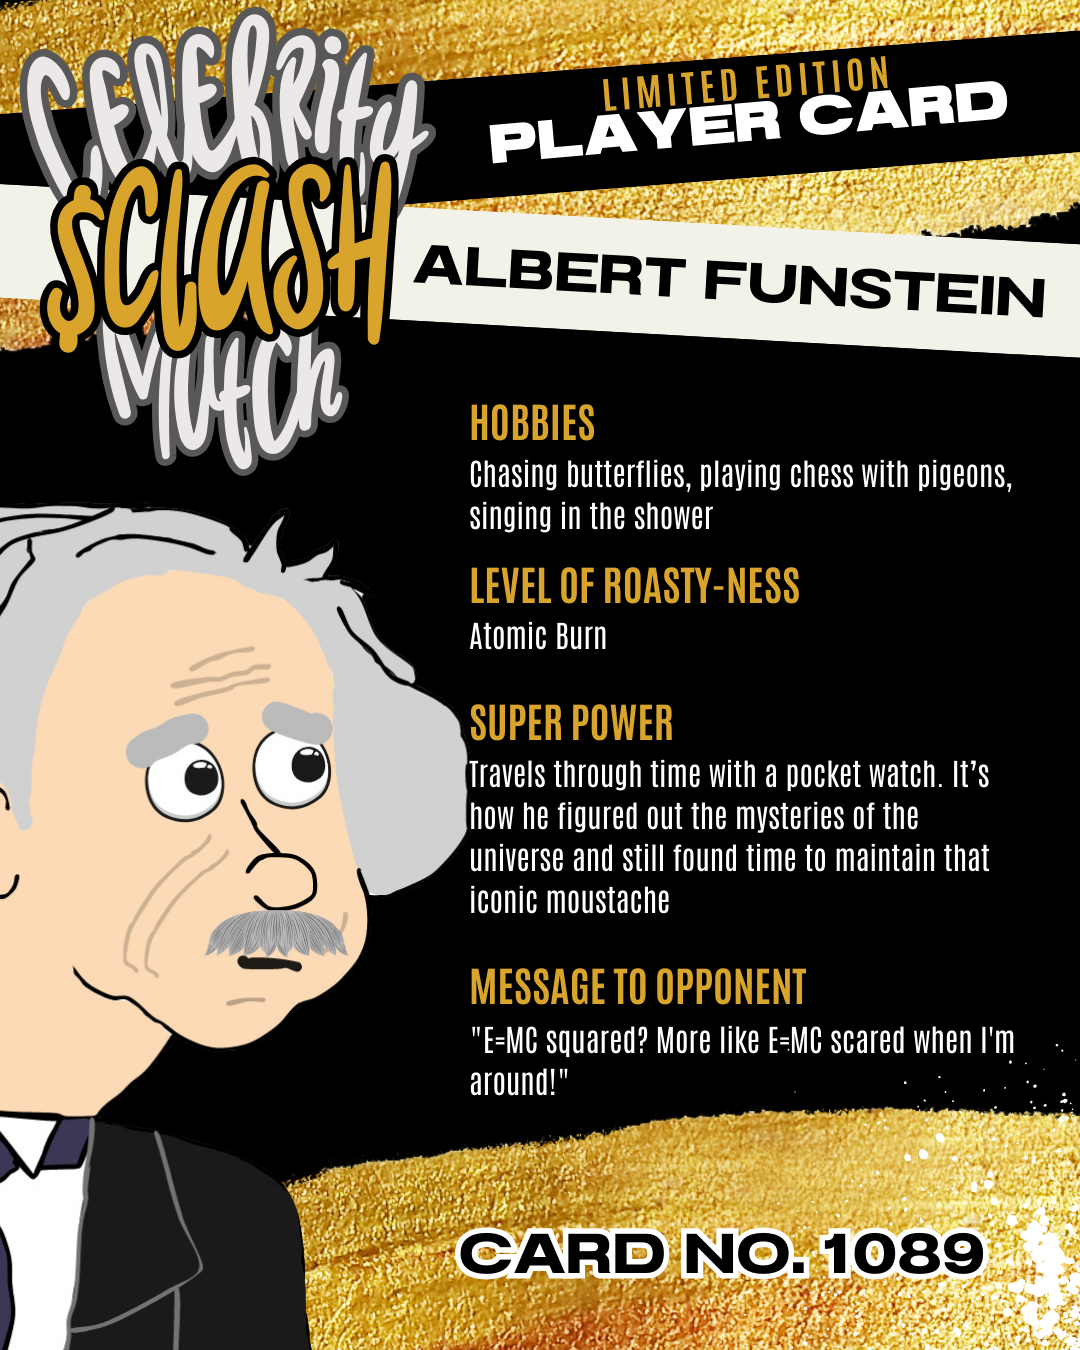 Celebrity
$CLASH
Match
LIMITED EDITION
PLAYER CARD
ALBERT FUNSTEIN
HOBBIES
Chasing butterflies, playing chess with pigeons,
singing in the shower
LEVEL OF ROASTY-NESS
Atomic Burn
SUPER POWER
Travels through time with a pocket watch. It’s
how he figured out the mysteries of the
universe and still found time to maintain that
iconic moustache
MESSAGE TO OPPONENT
"E=MC squared? More like E=MC scared when I'm
around!"
CARD NO. 1089